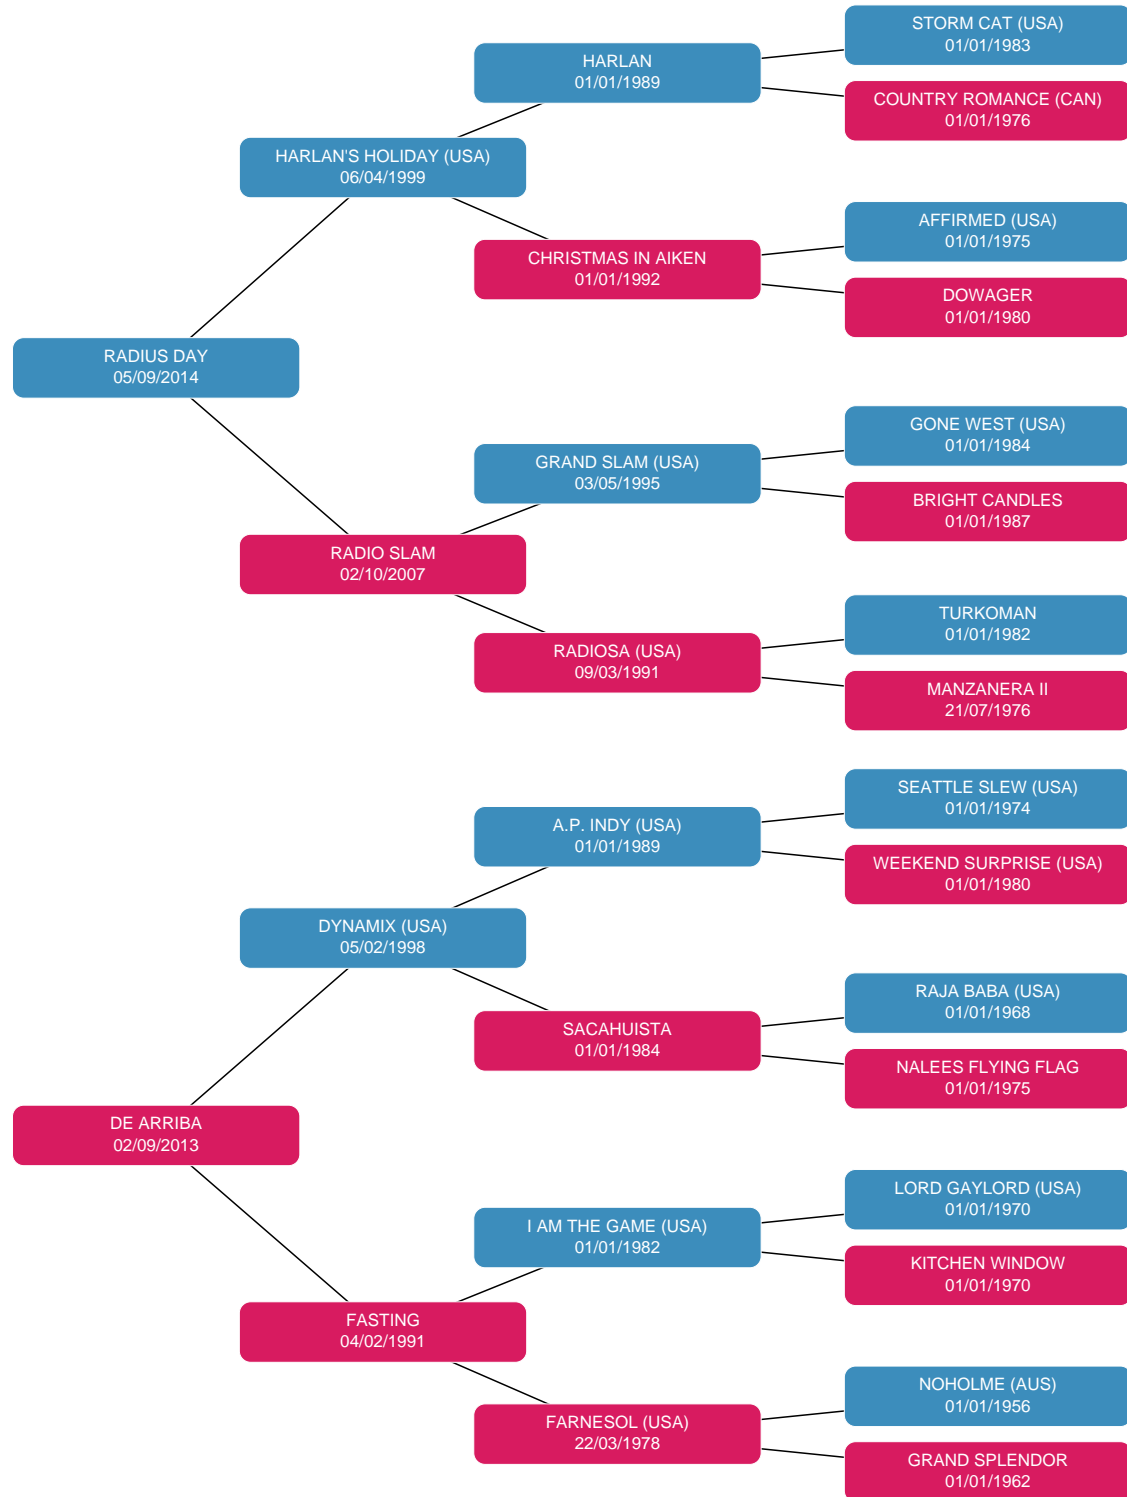 STORM CAT (USA)
01/01/1983
HARLAN
01/01/1989
COUNTRY ROMANCE (CAN)
01/01/1976
HARLAN'S HOLIDAY (USA)
06/04/1999
AFFIRMED (USA)
01/01/1975
CHRISTMAS IN AIKEN
01/01/1992
DOWAGER
01/01/1980
RADIUS DAY
05/09/2014
GONE WEST (USA)
01/01/1984
GRAND SLAM (USA)
03/05/1995
BRIGHT CANDLES
01/01/1987
RADIO SLAM
02/10/2007
TURKOMAN
01/01/1982
RADIOSA (USA)
09/03/1991
MANZANERA II
21/07/1976
SEATTLE SLEW (USA)
01/01/1974
A.P. INDY (USA)
01/01/1989
WEEKEND SURPRISE (USA)
01/01/1980
DYNAMIX (USA)
05/02/1998
RAJA BABA (USA)
01/01/1968
SACAHUISTA
01/01/1984
NALEES FLYING FLAG
01/01/1975
DE ARRIBA
02/09/2013
LORD GAYLORD (USA)
01/01/1970
I AM THE GAME (USA)
01/01/1982
KITCHEN WINDOW
01/01/1970
FASTING
04/02/1991
NOHOLME (AUS)
01/01/1956
FARNESOL (USA)
22/03/1978
GRAND SPLENDOR
01/01/1962